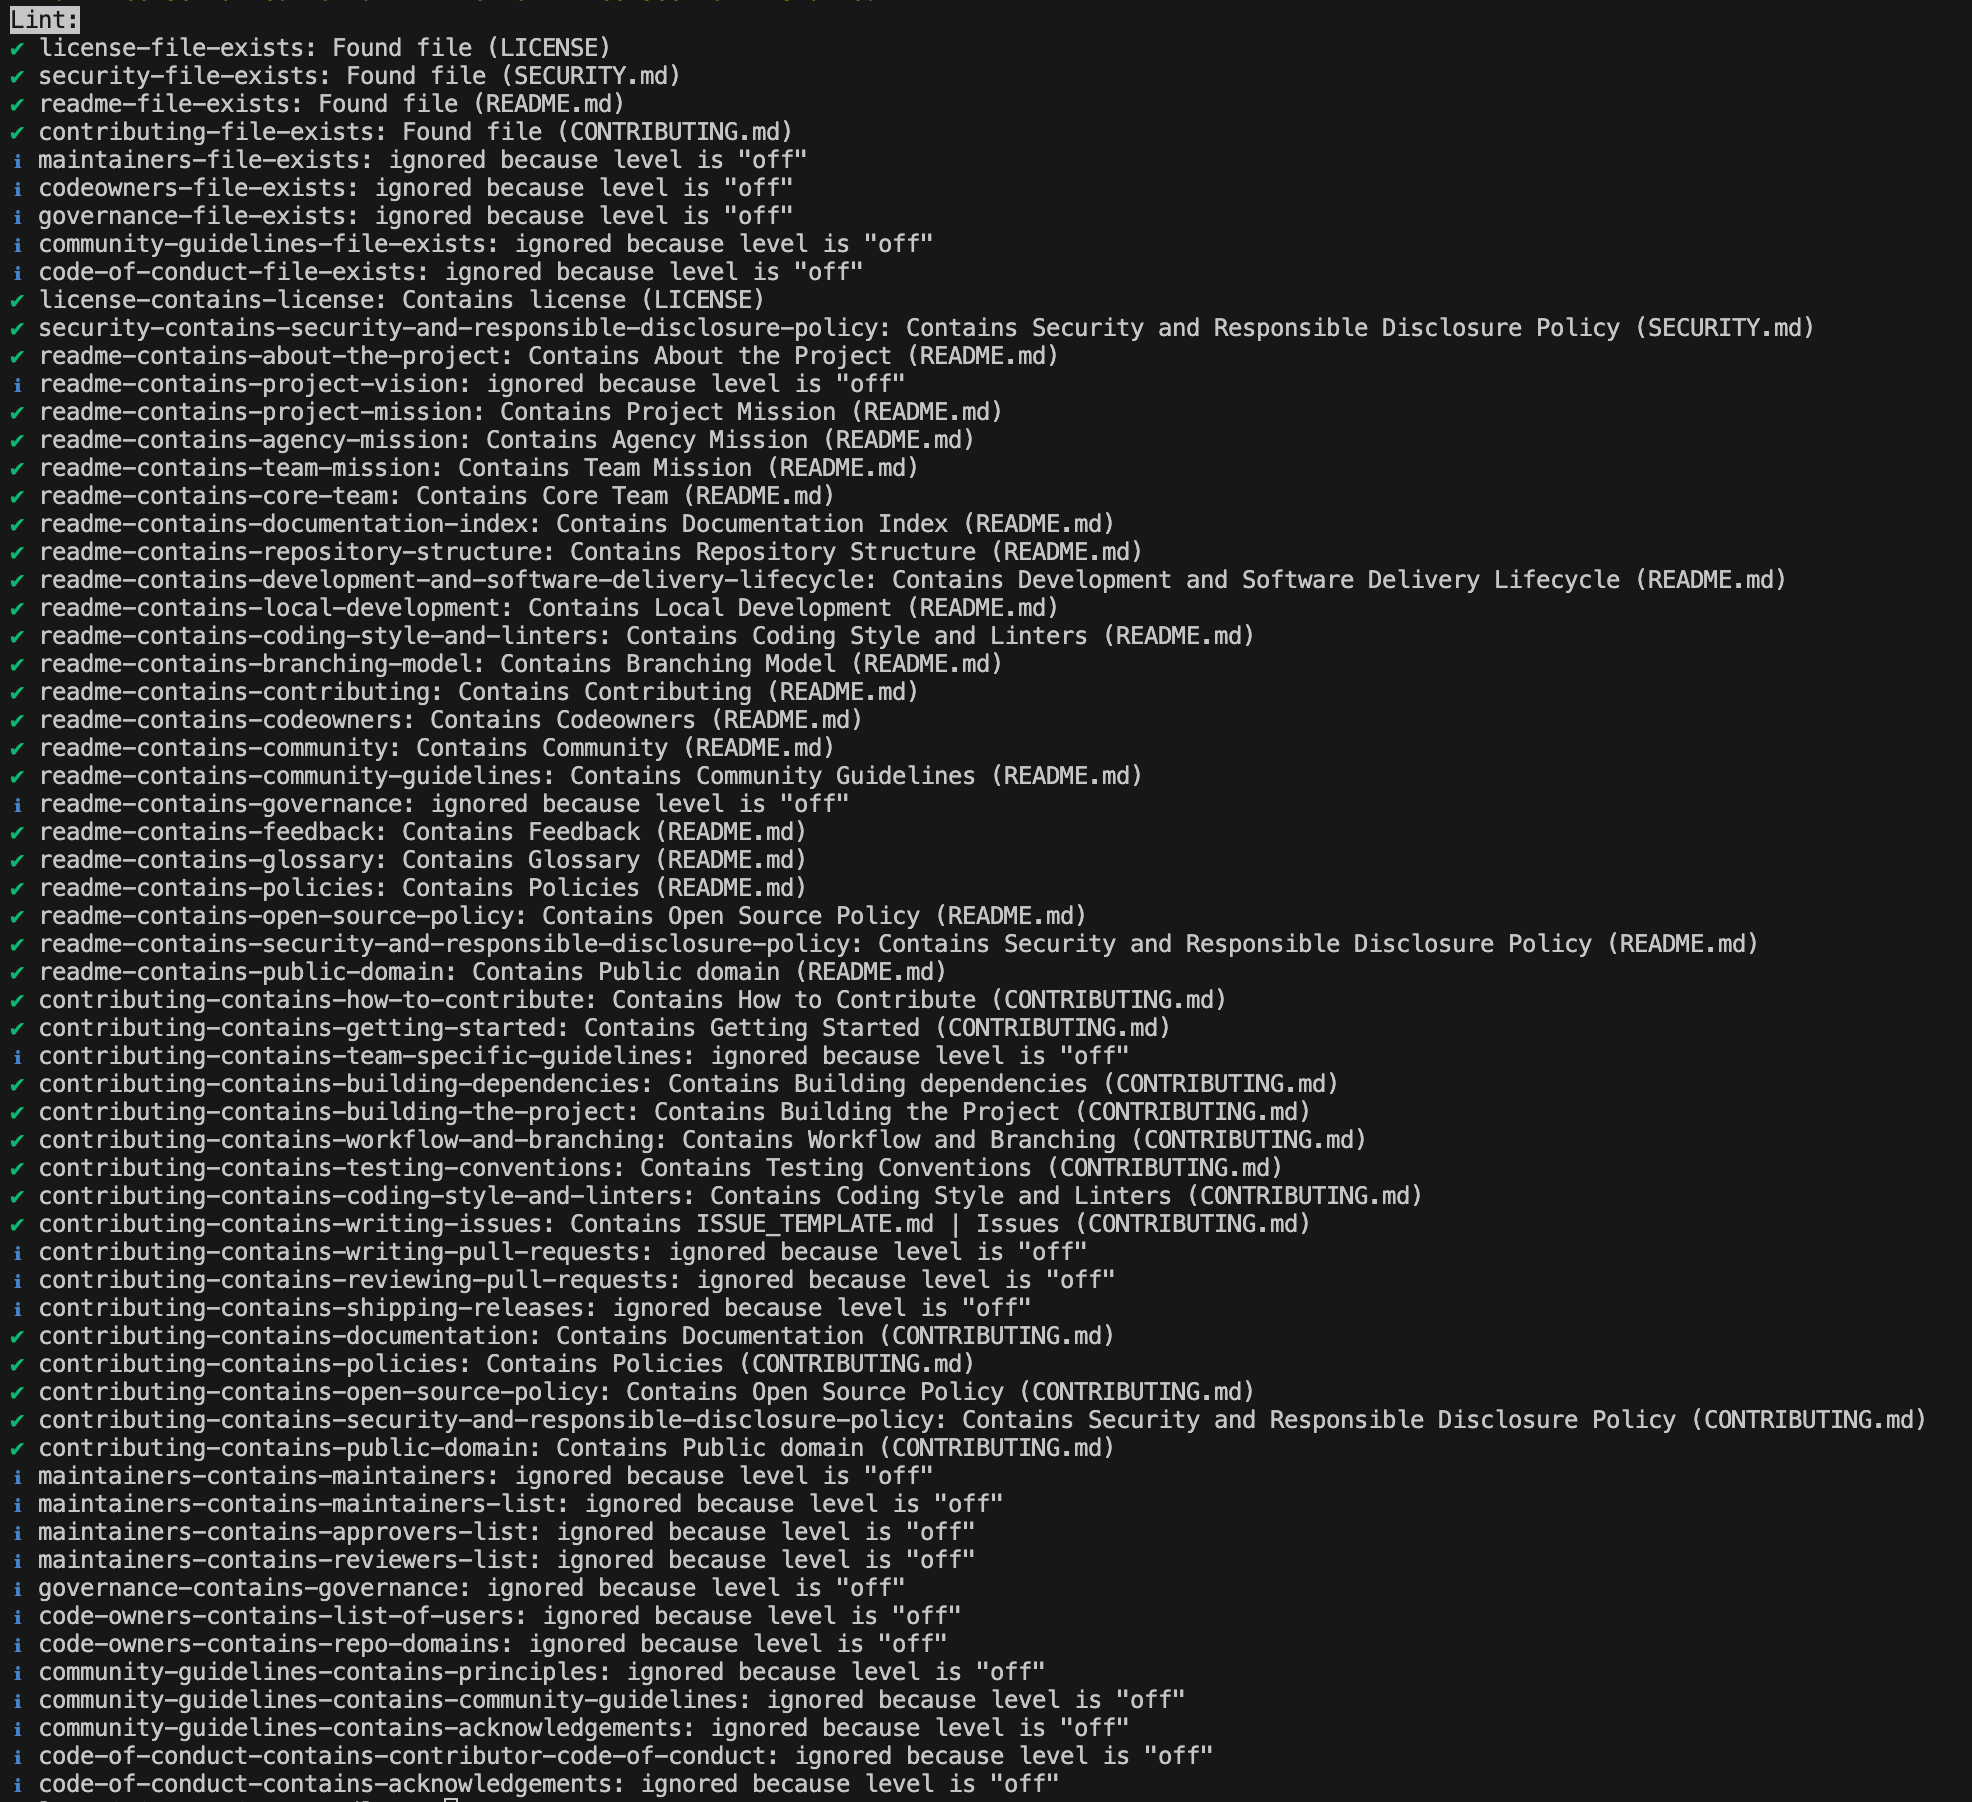 Lint:
✔ license-file-exists: Found file (LICENSE)
✔ security-file-exists: Found file (SECURITY.md)
✔ readme-file-exists: Found file (README.md)
✔ contributing-file-exists: Found file (CONTRIBUTING.md)
ℹ maintainers-file-exists: ignored because level is "off"
ℹ codeowners-file-exists: ignored because level is "off"
ℹ governance-file-exists: ignored because level is "off"
ℹ community-guidelines-file-exists: ignored because level is "off"
ℹ code-of-conduct-file-exists: ignored because level is "off"
✔ license-contains-license: Contains license (LICENSE)
✔ security-contains-security-and-responsible-disclosure-policy: Contains Security and Responsible Disclosure Policy (SECURITY.md)
✔ readme-contains-about-the-project: Contains About the Project (README.md)
ℹ readme-contains-project-vision: ignored because level is "off"
✔ readme-contains-project-mission: Contains Project Mission (README.md)
✔ readme-contains-agency-mission: Contains Agency Mission (README.md)
✔ readme-contains-team-mission: Contains Team Mission (README.md)
✔ readme-contains-core-team: Contains Core Team (README.md)
✔ readme-contains-documentation-index: Contains Documentation Index (README.md)
✔ readme-contains-repository-structure: Contains Repository Structure (README.md)
✔ readme-contains-development-and-software-delivery-lifecycle: Contains Development and Software Delivery Lifecycle (README.md)
✔ readme-contains-local-development: Contains Local Development (README.md)
✔ readme-contains-coding-style-and-linters: Contains Coding Style and Linters (README.md)
✔ readme-contains-branching-model: Contains Branching Model (README.md)
✔ readme-contains-contributing: Contains Contributing (README.md)
✔ readme-contains-codeowners: Contains Codeowners (README.md)
✔ readme-contains-community: Contains Community (README.md)
✔ readme-contains-community-guidelines: Contains Community Guidelines (README.md)
ℹ readme-contains-governance: ignored because level is "off"
✔ readme-contains-feedback: Contains Feedback (README.md)
✔ readme-contains-glossary: Contains Glossary (README.md)
✔ readme-contains-policies: Contains Policies (README.md)
✔ readme-contains-open-source-policy: Contains Open Source Policy (README.md)
✔ readme-contains-security-and-responsible-disclosure-policy: Contains Security and Responsible Disclosure Policy (README.md)
✔ readme-contains-public-domain: Contains Public domain (README.md)
✔ contributing-contains-how-to-contribute: Contains How to Contribute (CONTRIBUTING.md)
✔ contributing-contains-getting-started: Contains Getting Started (CONTRIBUTING.md)
ℹ contributing-contains-team-specific-guidelines: ignored because level is "off"
✔ contributing-contains-building-dependencies: Contains Building dependencies (CONTRIBUTING.md)
✔ contributing-contains-building-the-project: Contains Building the Project (CONTRIBUTING.md)
✔ contributing-contains-workflow-and-branching: Contains Workflow and Branching (CONTRIBUTING.md)
✔ contributing-contains-testing-conventions: Contains Testing Conventions (CONTRIBUTING.md)
✔ contributing-contains-coding-style-and-linters: Contains Coding Style and Linters (CONTRIBUTING.md)
✔ contributing-contains-writing-issues: Contains ISSUE_TEMPLATE.md | Issues (CONTRIBUTING.md)
ℹ contributing-contains-writing-pull-requests: ignored because level is "off"
ℹ contributing-contains-reviewing-pull-requests: ignored because level is "off"
ℹ contributing-contains-shipping-releases: ignored because level is "off"
✔ contributing-contains-documentation: Contains Documentation (CONTRIBUTING.md)
✔ contributing-contains-policies: Contains Policies (CONTRIBUTING.md)
✔ contributing-contains-open-source-policy: Contains Open Source Policy (CONTRIBUTING.md)
✔ contributing-contains-security-and-responsible-disclosure-policy: Contains Security and Responsible Disclosure Policy (CONTRIBUTING.md)
✔ contributing-contains-public-domain: Contains Public domain (CONTRIBUTING.md)
ℹ maintainers-contains-maintainers: ignored because level is "off"
ℹ maintainers-contains-maintainers-list: ignored because level is "off"
ℹ maintainers-contains-approvers-list: ignored because level is "off"
ℹ maintainers-contains-reviewers-list: ignored because level is "off"
ℹ governance-contains-governance: ignored because level is "off"
ℹ code-owners-contains-list-of-users: ignored because level is "off"
ℹ code-owners-contains-repo-domains: ignored because level is "off"
ℹ community-guidelines-contains-principles: ignored because level is "off"
ℹ community-guidelines-contains-community-guidelines: ignored because level is "off"
ℹ community-guidelines-contains-acknowledgements: ignored because level is "off"
ℹ code-of-conduct-contains-contributor-code-of-conduct: ignored because level is "off"
ℹ code-of-conduct-contains-acknowledgements: ignored because level is "off"